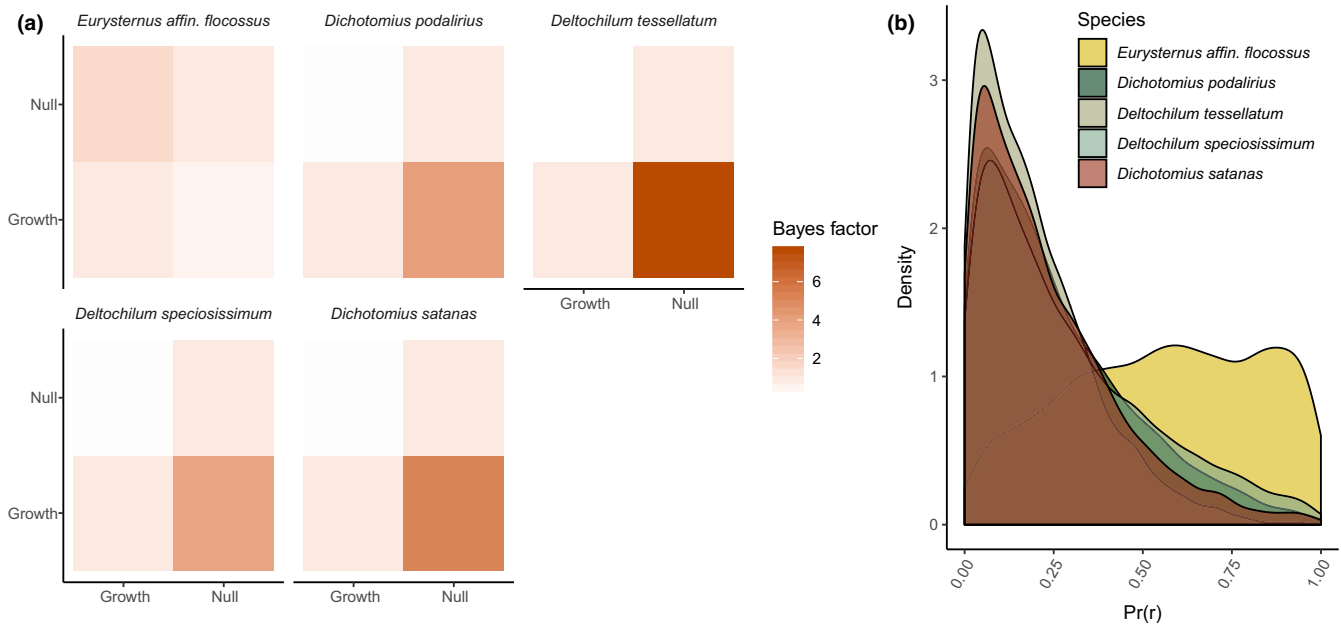 (a)
Eurysternus affin. flocossus
Dichotomius podalirius
Deltochilum tessellatum
Null
Growth
Growth
Null
Deltochilum speciosissimum
Dichotomius satanas
Null
Growth
Growth
Null
Growth
Null
Bayes factor
6
4
2
(b)
Species
Eurysternus affin. flocossus
Dichotomius podalirius
Deltochilum tessellatum
Deltochilum speciosissimum
Dichotomius satanas
Density
3
2
1
0
0.00
0.25
0.50
0.75
1.00
Pr(r)